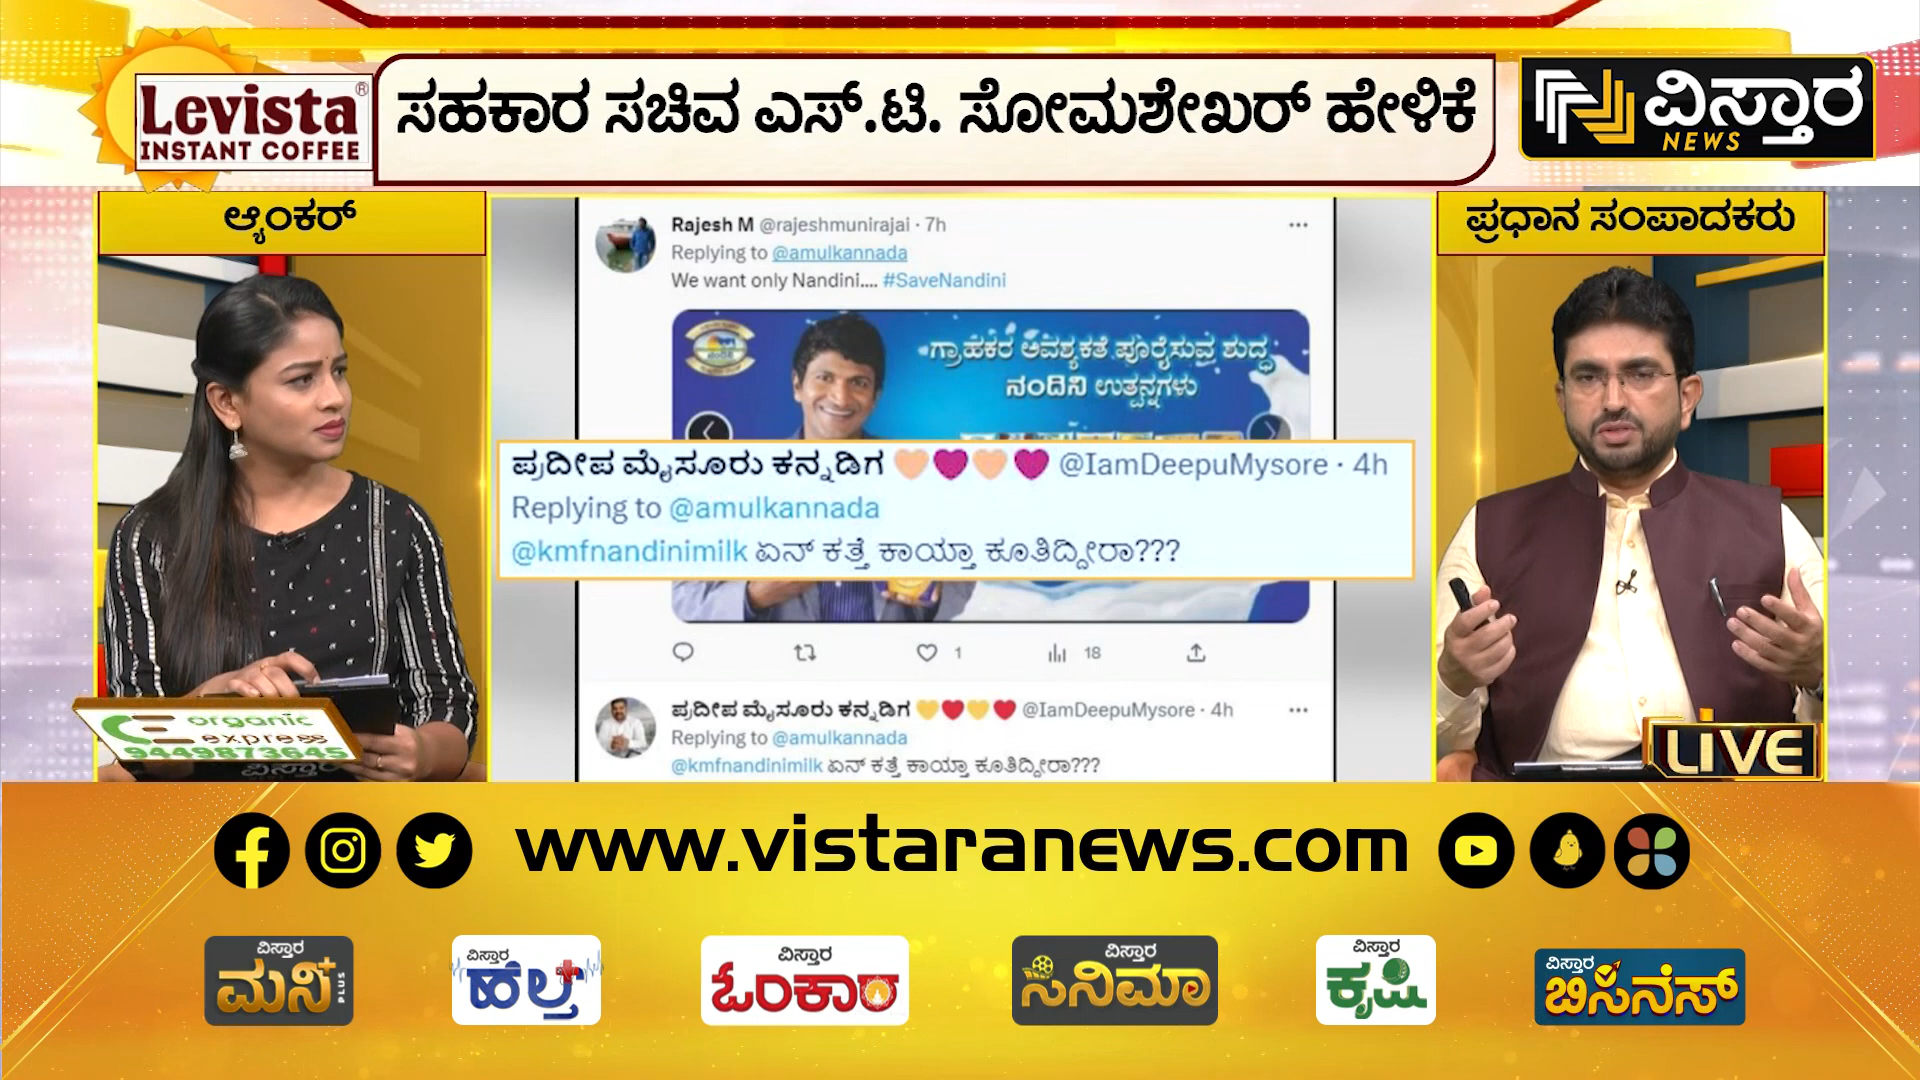 Levista®
INSTANT COFFEE
ಸಹಕಾರ ಸಚಿವ ಎಸ್.ಟಿ. ಸೋಮಶೇಖರ್ ಹೇಳಿಕೆ
ವಿಸ್ತಾರ
NEWS
ಆ್ಯಂಕರ್
ಪ್ರಧಾನ ಸಂಪಾದಕರು
Rajesh M @rajeshmunirajai · 7h
Replying to @amulkannada
We want only Nandini.... #SaveNandini
ಗ್ರಾಹಕರ ಅವಶ್ಯಕತೆ ಪೂರೈಸುವ ಶುದ್ಧ
ನಂದಿನಿ ಉತ್ಪನ್ನಗಳು
ಪ್ರದೀಪ ಮೈಸೂರು ಕನ್ನಡಿಗ @IamDeepuMysore · 4h
Replying to @amulkannada
@kmfnandinimilk ಏನ್ ಕತ್ತೆ ಕಾಯ್ತಾ ಕೂತಿದ್ದೀರಾ???
1
18
ಪ್ರದೀಪ ಮೈಸೂರು ಕನ್ನಡಿಗ @IamDeepuMysore · 4h
Replying to @amulkannada
@kmfnandinimilk ಏನ್ ಕತ್ತೆ ಕಾಯ್ತಾ ಕೂತಿದ್ದೀರಾ???
organic
express
9449873645
ವಿಸ್ತಾರ
LIVE
www.vistaranews.com
ವಿಸ್ತಾರ
ಮನಿ+
PLUS
ವಿಸ್ತಾರ
ಹೆಲ್ತ್
ವಿಸ್ತಾರ
ಓಂಕಾರ
ವಿಸ್ತಾರ
ಸಿನಿಮಾ
ವಿಸ್ತಾರ
ಕೃಷಿ
ವಿಸ್ತಾರ
ಬಿಸಿನೆಸ್